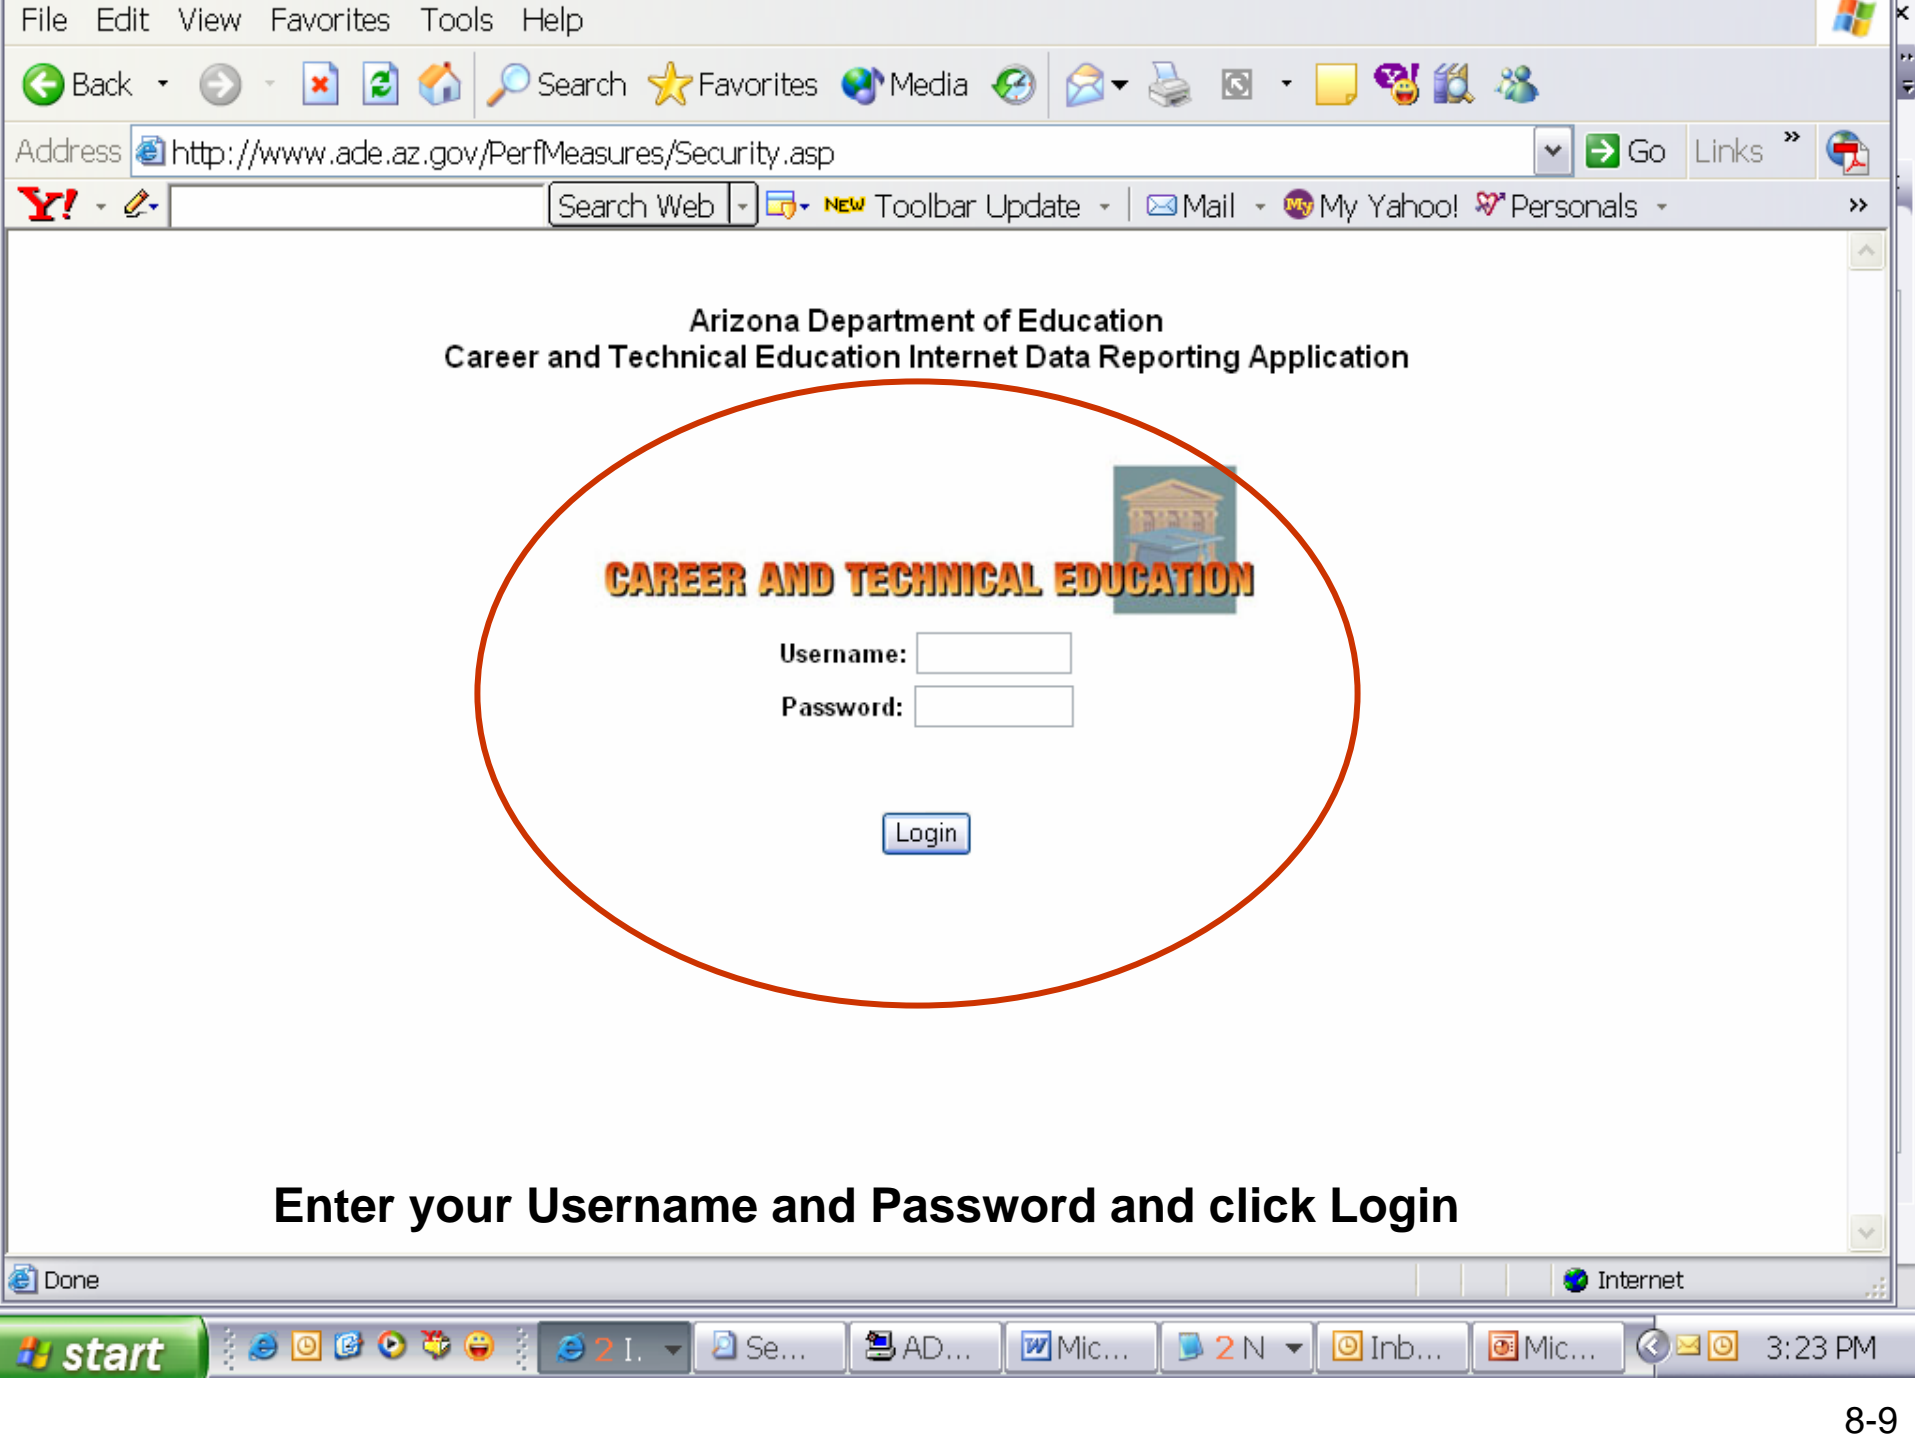 File Edit View Favorites Tools Help
Back Search Favorites Media
Address http://www.ade.az.gov/PerfMeasures/Security.asp Go Links »
Y! Search Web NEW Toolbar Update Mail My My Yahoo! Personals »
Arizona Department of Education
Career and Technical Education Internet Data Reporting Application
CAREER AND TECHNICAL EDUCATION
Username:
Password:
Login
Enter your Username and Password and click Login
Done Internet
start 2 I. Se... AD... Mic... 2 N Inb... Mic... 3:23 PM
8-9